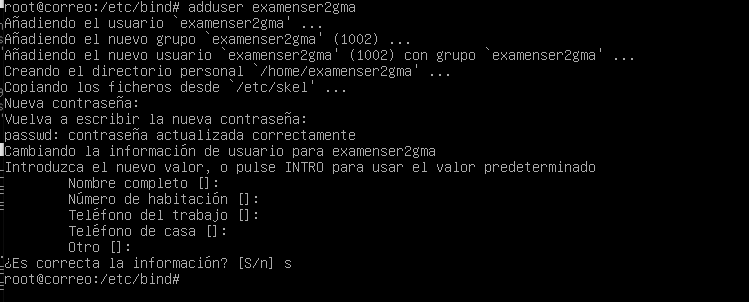 root@correo:/etc/bind# adduser examenser2gma
Añadiendo el usuario `examenser2gma' ...
Añadiendo el nuevo grupo `examenser2gma' (1002) ...
Añadiendo el nuevo usuario `examenser2gma' (1002) con grupo `examenser2gma' ...
Creando el directorio personal `/home/examenser2gma' ...
Copiando los ficheros desde `/etc/skel' ...
Nueva contraseña:
Vuelva a escribir la nueva contraseña:
passwd: contraseña actualizada correctamente
Cambiando la información de usuario para examenser2gma
Introduzca el nuevo valor, o pulse INTRO para usar el valor predeterminado
Nombre completo []:
Número de habitación []:
Teléfono del trabajo []:
Teléfono de casa []:
Otro []:
¿Es correcta la información? [S/n] s
root@correo:/etc/bind#